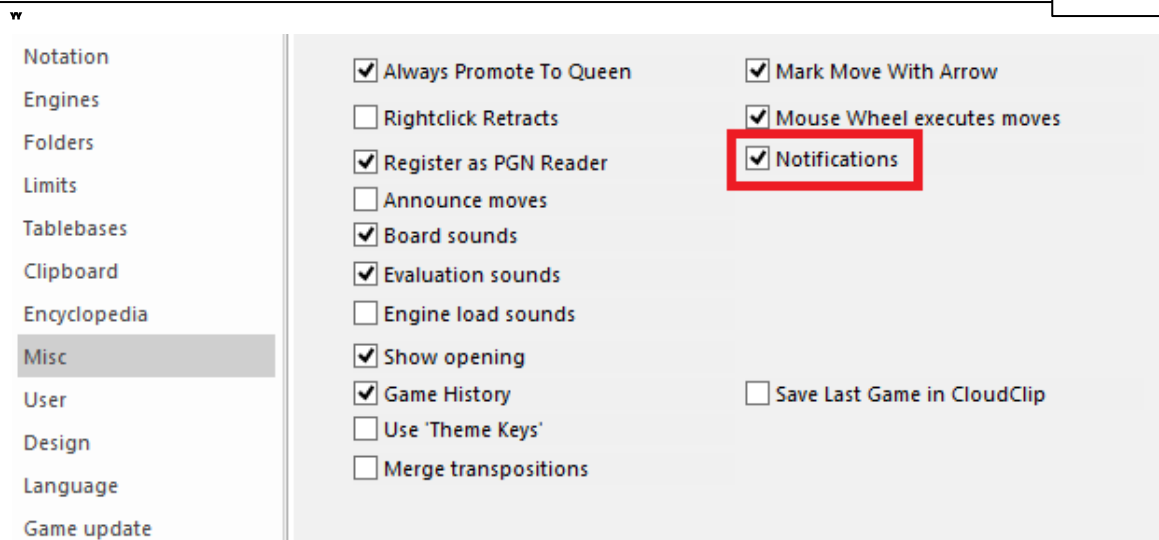 Notation
Engines
Folders
Limits
Tablebases
Clipboard
Encyclopedia
Misc
User
Design
Language
Game update
Always Promote To Queen
Rightclick Retracts
Register as PGN Reader
Announce moves
Board sounds
Evaluation sounds
Engine load sounds
Show opening
Game History
Use 'Theme Keys'
Merge transpositions
Mark Move With Arrow
Mouse Wheel executes moves
Notifications
Save Last Game in CloudClip